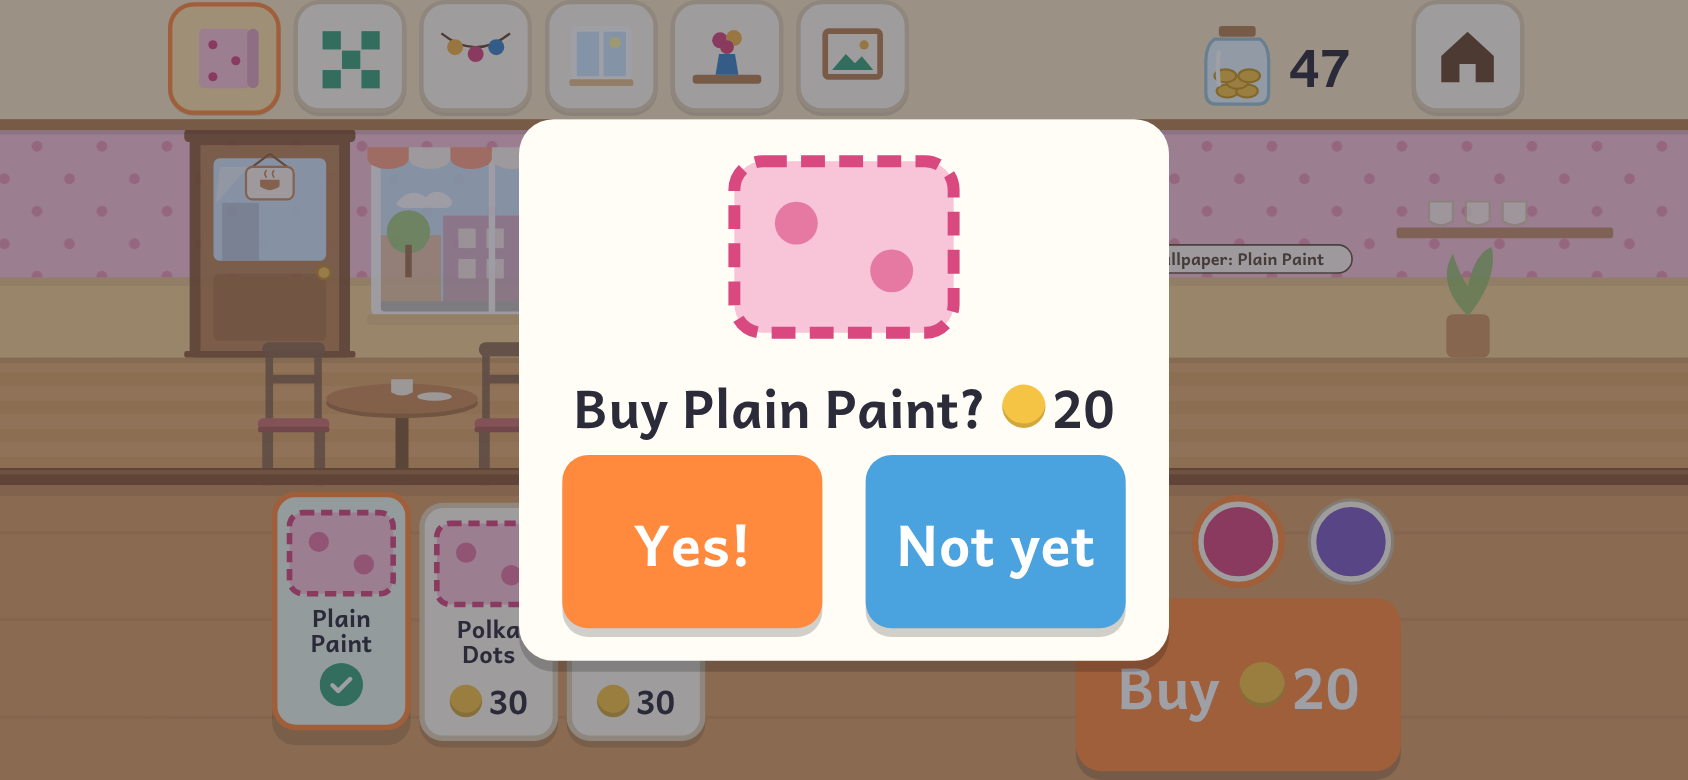 47
llpaper: Plain Paint
Buy Plain Paint? 20
Yes!
Not yet
Plain
Paint
Polka
Dots
30
30
Buy 20